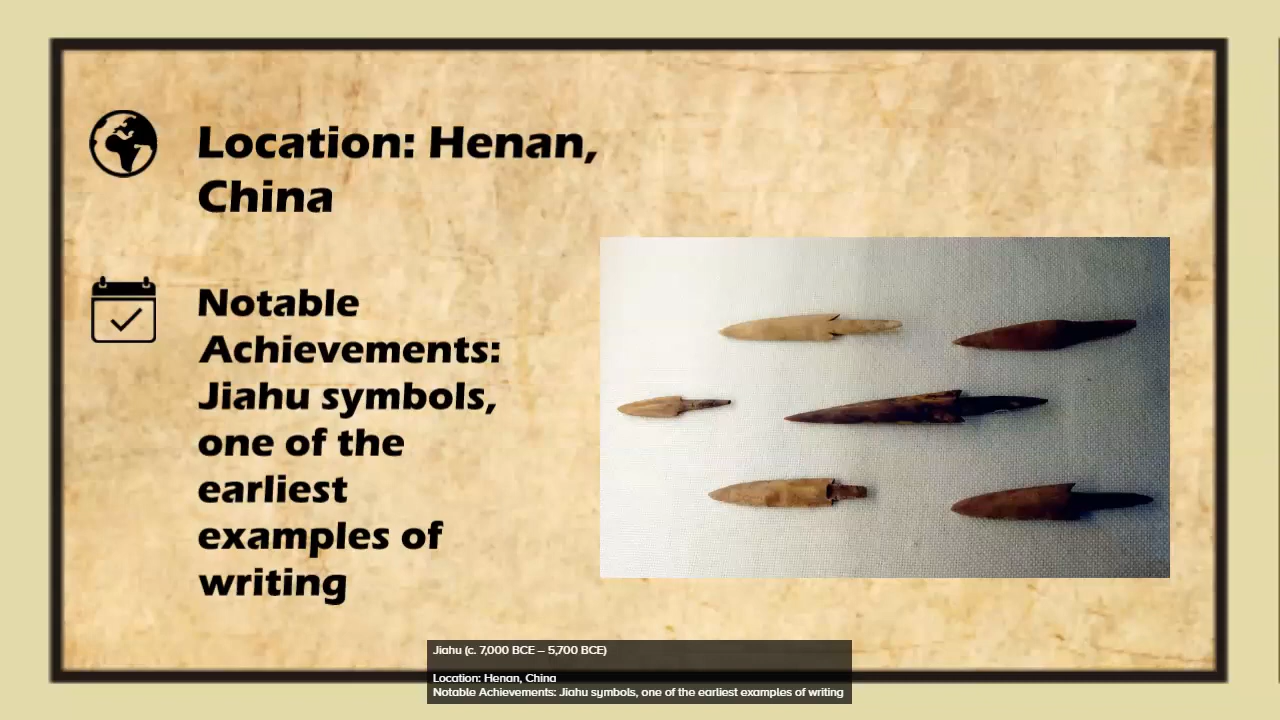 Location: Henan,
China
Notable
Achievements:
Jiahu symbols,
one of the
earliest
examples of
writing
Jiahu (c. 7,000 BCE – 5,700 BCE)
Location: Henan, China
Notable Achievements: Jiahu symbols, one of the earliest examples of writing